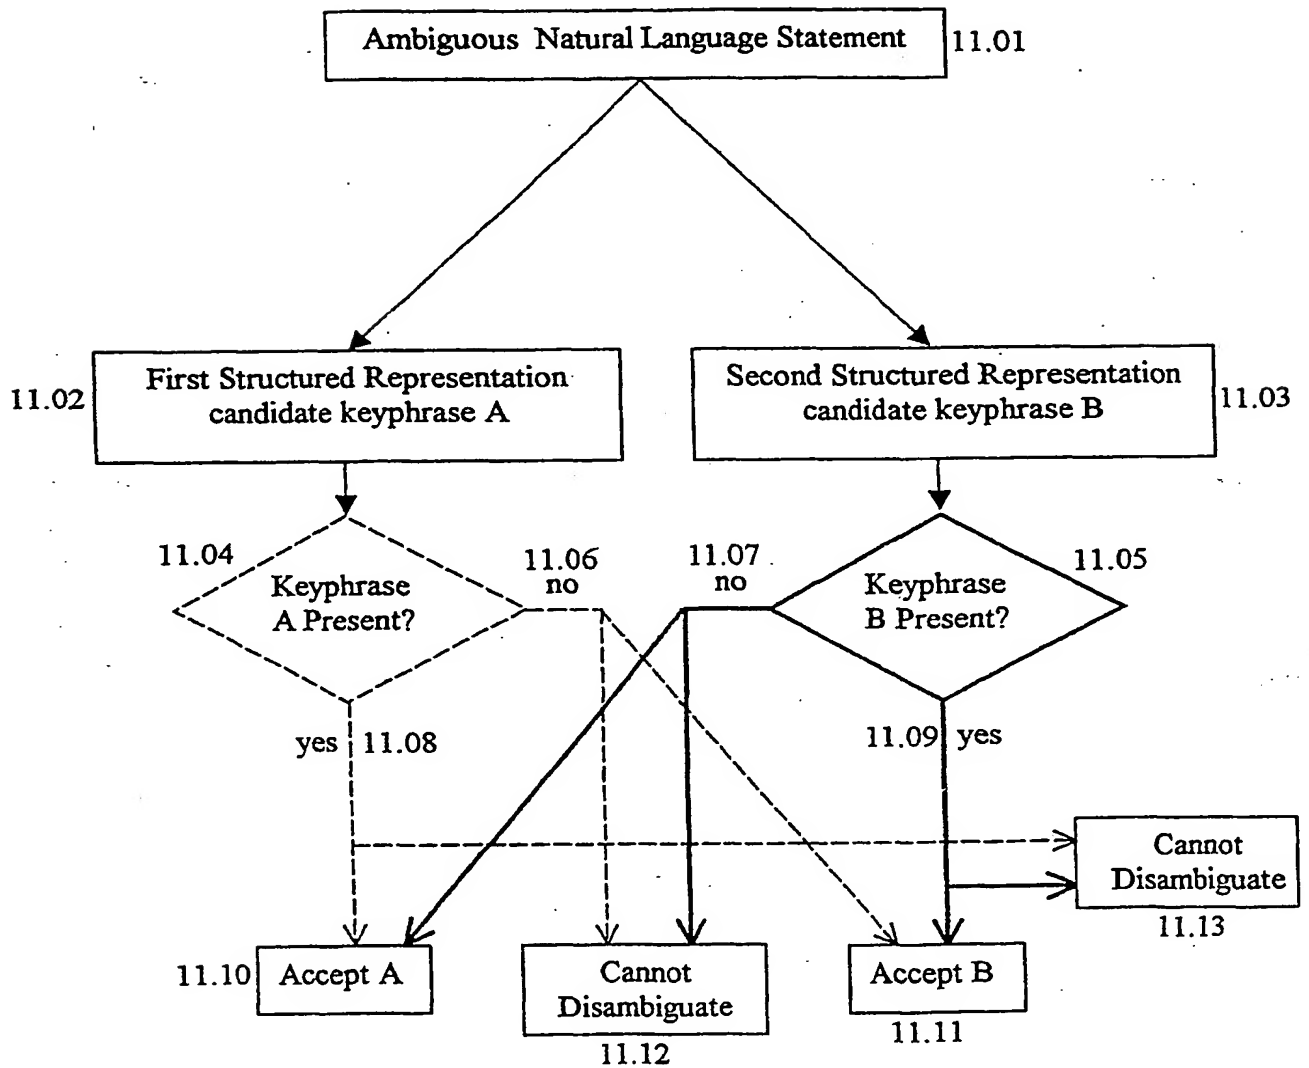 Ambiguous Natural Language Statement
11.01
First Structured Representation
candidate keyphrase A
11.02
Second Structured Representation
candidate keyphrase B
11.03
11.04
Keyphrase
A Present?
11.06
no
11.07
no
Keyphrase
B Present?
11.05
yes
11.08
11.09
yes
Cannot
Disambiguate
11.13
11.10
Accept A
Cannot
Disambiguate
11.12
Accept B
11.11